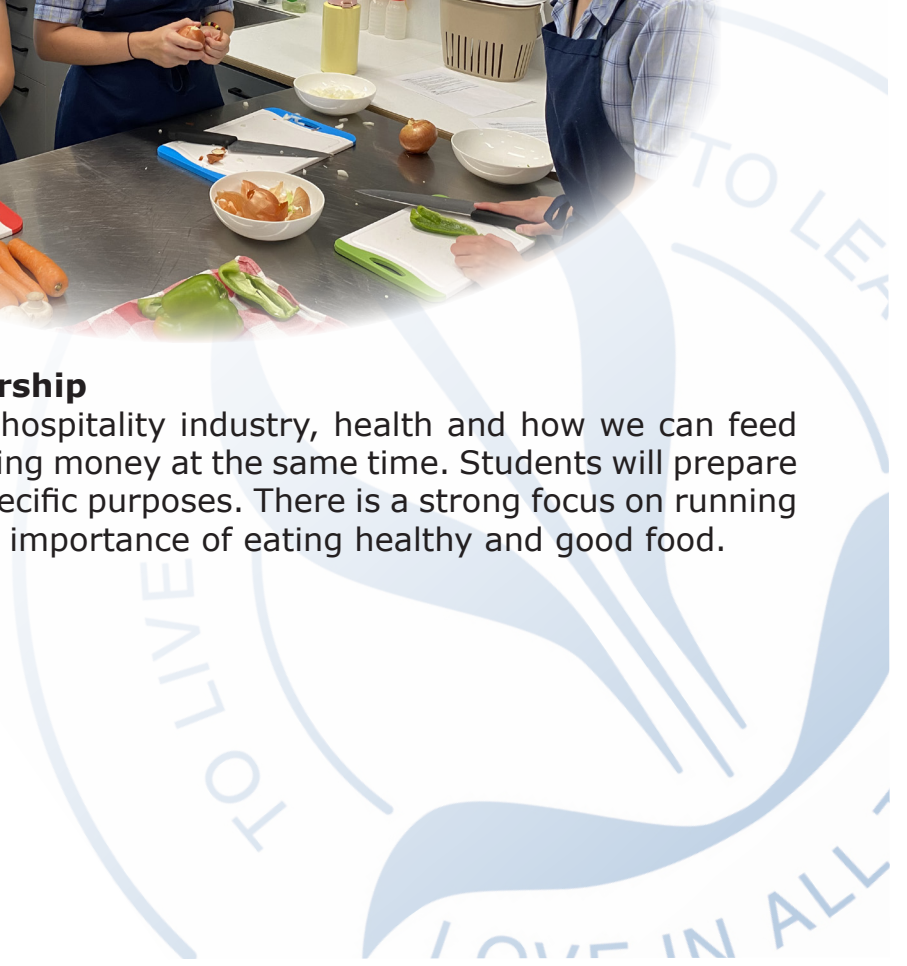 TO LEA
rship
hospitality industry, health and how we can feed
ing money at the same time. Students will prepare
ecific purposes. There is a strong focus on running
importance of eating healthy and good food.
TO LIVE
LOVE IN ALL T